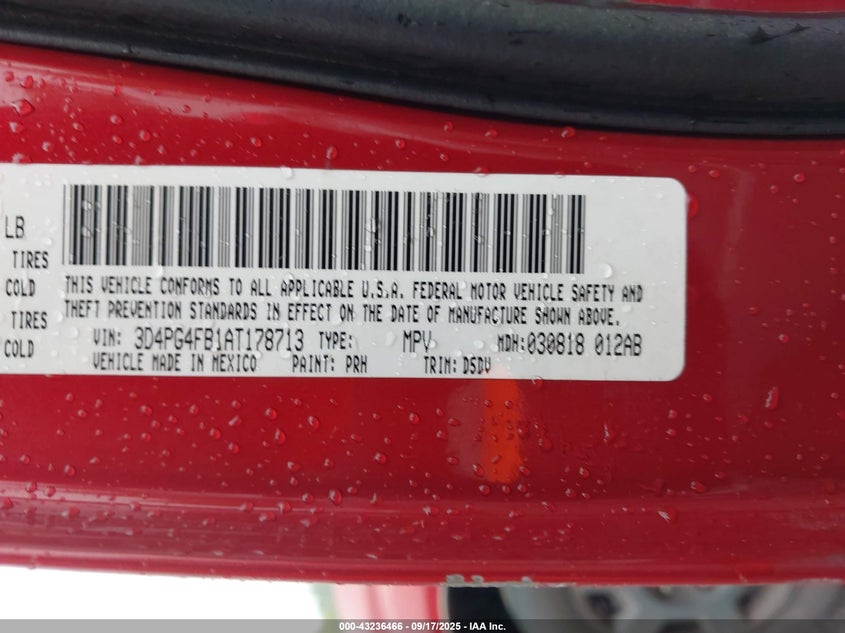 LB
TIRES
COLD
TIRES
COLD
THIS VEHICLE CONFORMS TO ALL APPLICABLE U.S.A. FEDERAL MOTOR VEHICLE SAFETY AND
THEFT PREVENTION STANDARDS IN EFFECT ON THE DATE OF MANUFACTURE SHOWN ABOVE.
VIN: 3D4PG4FB1AT178713 TYPE: MPV MDH:030818 012AB
VEHICLE MADE IN MEXICO PAINT: PRH TRIM: D5DV
000-43236466 - 09/17/2025 - IAA Inc.